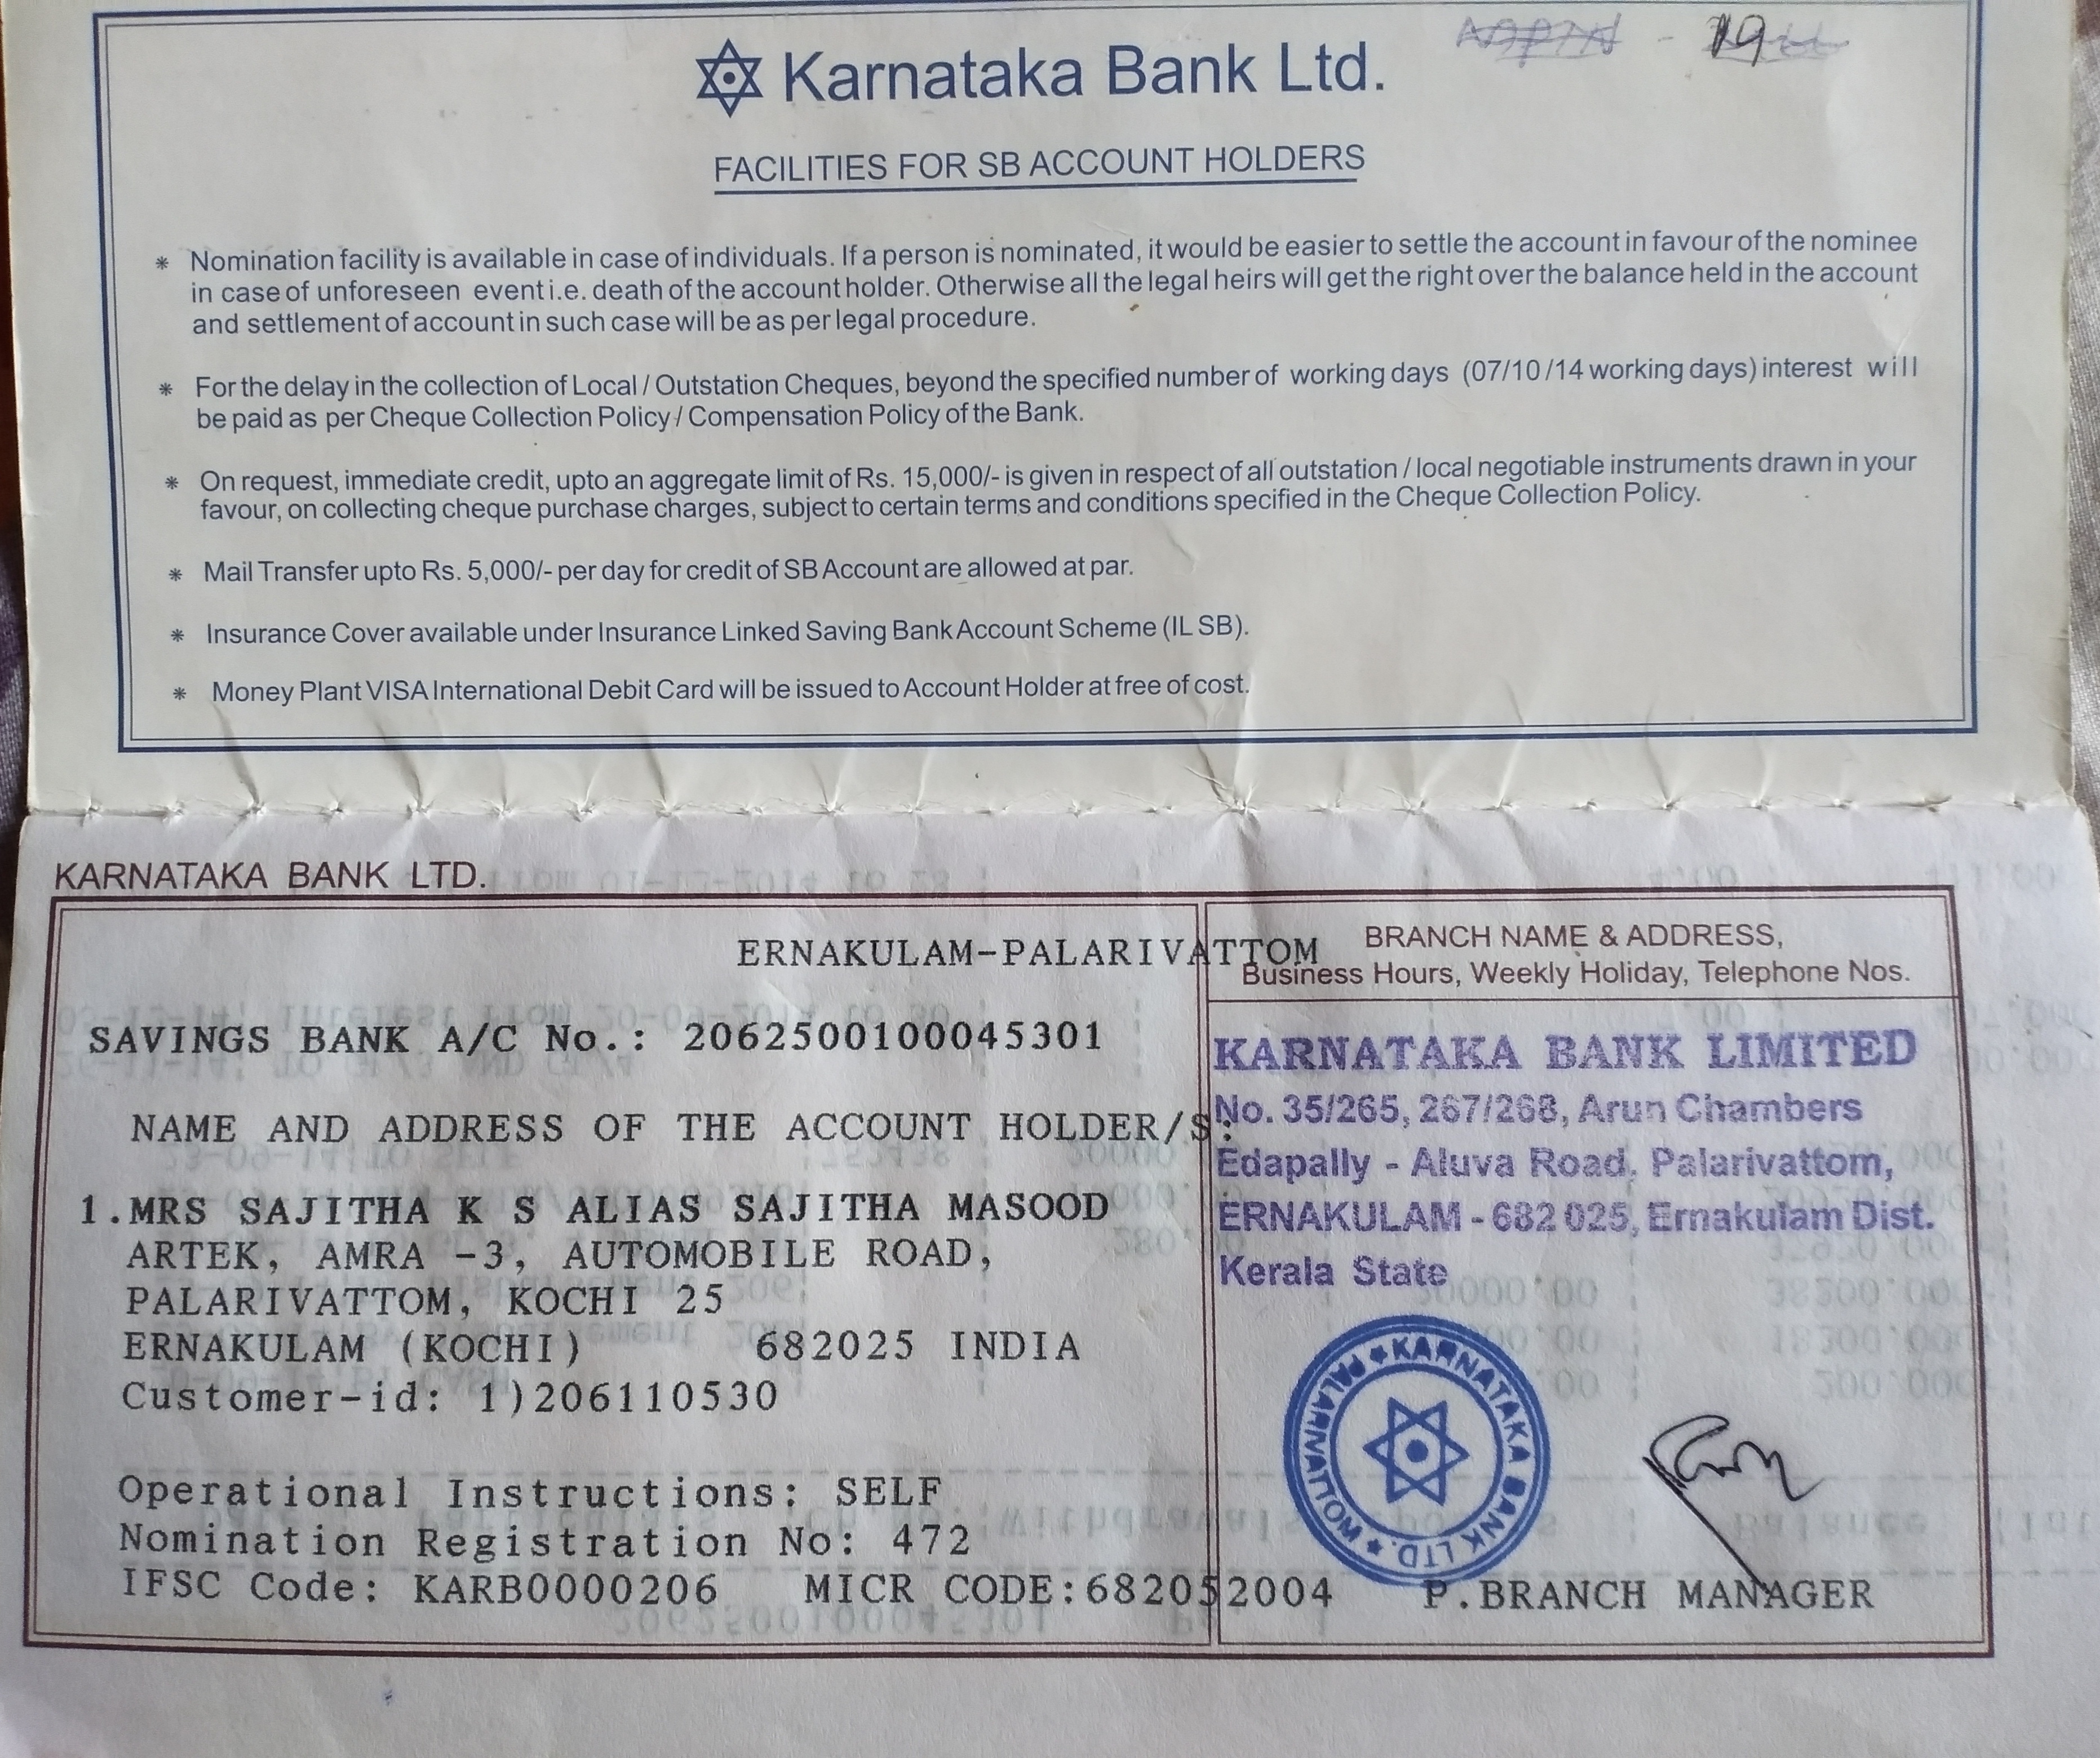 19
Karnataka Bank Ltd.
FACILITIES FOR SB ACCOUNT HOLDERS
* Nomination facility is available in case of individuals. If a person is nominated, it would be easier to settle the account in favour of the nominee
in case of unforeseen event i.e. death of the account holder. Otherwise all the legal heirs will get the right over the balance held in the account
and settlement of account in such case will be as per legal procedure.
* For the delay in the collection of Local / Outstation Cheques, beyond the specified number of working days (07/10/14 working days) interest will
be paid as per Cheque Collection Policy / Compensation Policy of the Bank.
* On request, immediate credit, upto an aggregate limit of Rs. 15,000/- is given in respect of all outstation / local negotiable instruments drawn in your
favour, on collecting cheque purchase charges, subject to certain terms and conditions specified in the Cheque Collection Policy.
* Mail Transfer upto Rs. 5,000/- per day for credit of SB Account are allowed at par.
* Insurance Cover available under Insurance Linked Saving Bank Account Scheme (IL SB).
* Money Plant VISA International Debit Card will be issued to Account Holder at free of cost.
KARNATAKA BANK LTD.
ERNAKULAM-PALARIVATTOM
SAVINGS BANK A/C No.: 2062500100045301
NAME AND ADDRESS OF THE ACCOUNT HOLDER/S:
1.MRS SAJITHA K S ALIAS SAJITHA MASOOD
ARTEK, AMRA -3, AUTOMOBILE ROAD,
PALARIVATTOM, KOCHI 25
ERNAKULAM (KOCHI) 682025 INDIA
Customer-id: 1)206110530
Operational Instructions: SELF
Nomination Registration No: 472
IFSC Code: KARB0000206 MICR CODE:682052004
BRANCH NAME & ADDRESS,
Business Hours, Weekly Holiday, Telephone Nos.
KARNATAKA BANK LIMITED
No. 35/265, 267/268, Arun Chambers
Edapally - Aluva Road, Palarivattom,
ERNAKULAM - 682 025, Ernakulam Dist.
Kerala State
KARNATAKA BANK LTD. * PALARIVATTOM *
P.BRANCH MANAGER